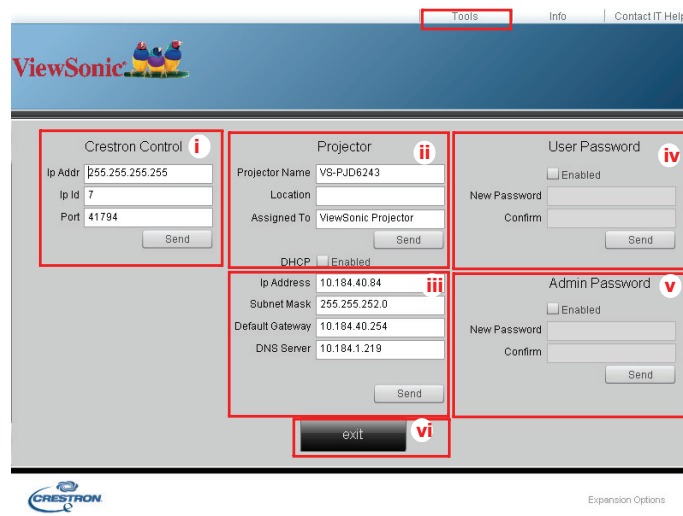 Tools Info Contact IT Help
ViewSonic
Crestron Control i
Ip Addr 255.255.255.255
Ip Id 7
Port 41794
Send
Projector ii
Projector Name VS-PJD6243
Location
Assigned To ViewSonic Projector
Send
DHCP Enabled
Ip Address 10.184.40.84 iii
Subnet Mask 255.255.252.0
Default Gateway 10.184.40.254
DNS Server 10.184.1.219
Send
User Password iv
Enabled
New Password
Confirm
Send
Admin Password v
Enabled
New Password
Confirm
Send
exit vi
CRESTRON
Expansion Options